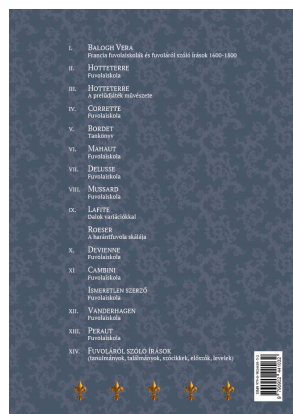 I. BALOGH VERA
Francia fuvolaiskolák és fuvoláról szóló írások 1600-1800
II. HOTTETERRE
Fuvolaiskola
III. HOTTETERRE
A prelűdjáték művészete
IV. CORRETTE
Fuvolaiskola
V. BORDET
Tankönyv
VI. MAHAUT
Fuvolaiskola
VII. DELUSSE
Fuvolaiskola
VIII. MUSSARD
Fuvolaiskola
IX. LAFITE
Dalok variációkkal
ROESER
A harántfuvola skálája
X. DEVIENNE
Fuvolaiskola
XI CAMBINI
Fuvolaiskola
ISMERETLEN SZERZŐ
Fuvolaiskola
XII. VANDERHAGEN
Fuvolaiskola
XIII. PERAUT
Fuvolaiskola
XIV. FUVOLÁRÓL SZÓLÓ ÍRÁSOK
(tanulmányok, találmányok, szócikkek, előszók, levelek)